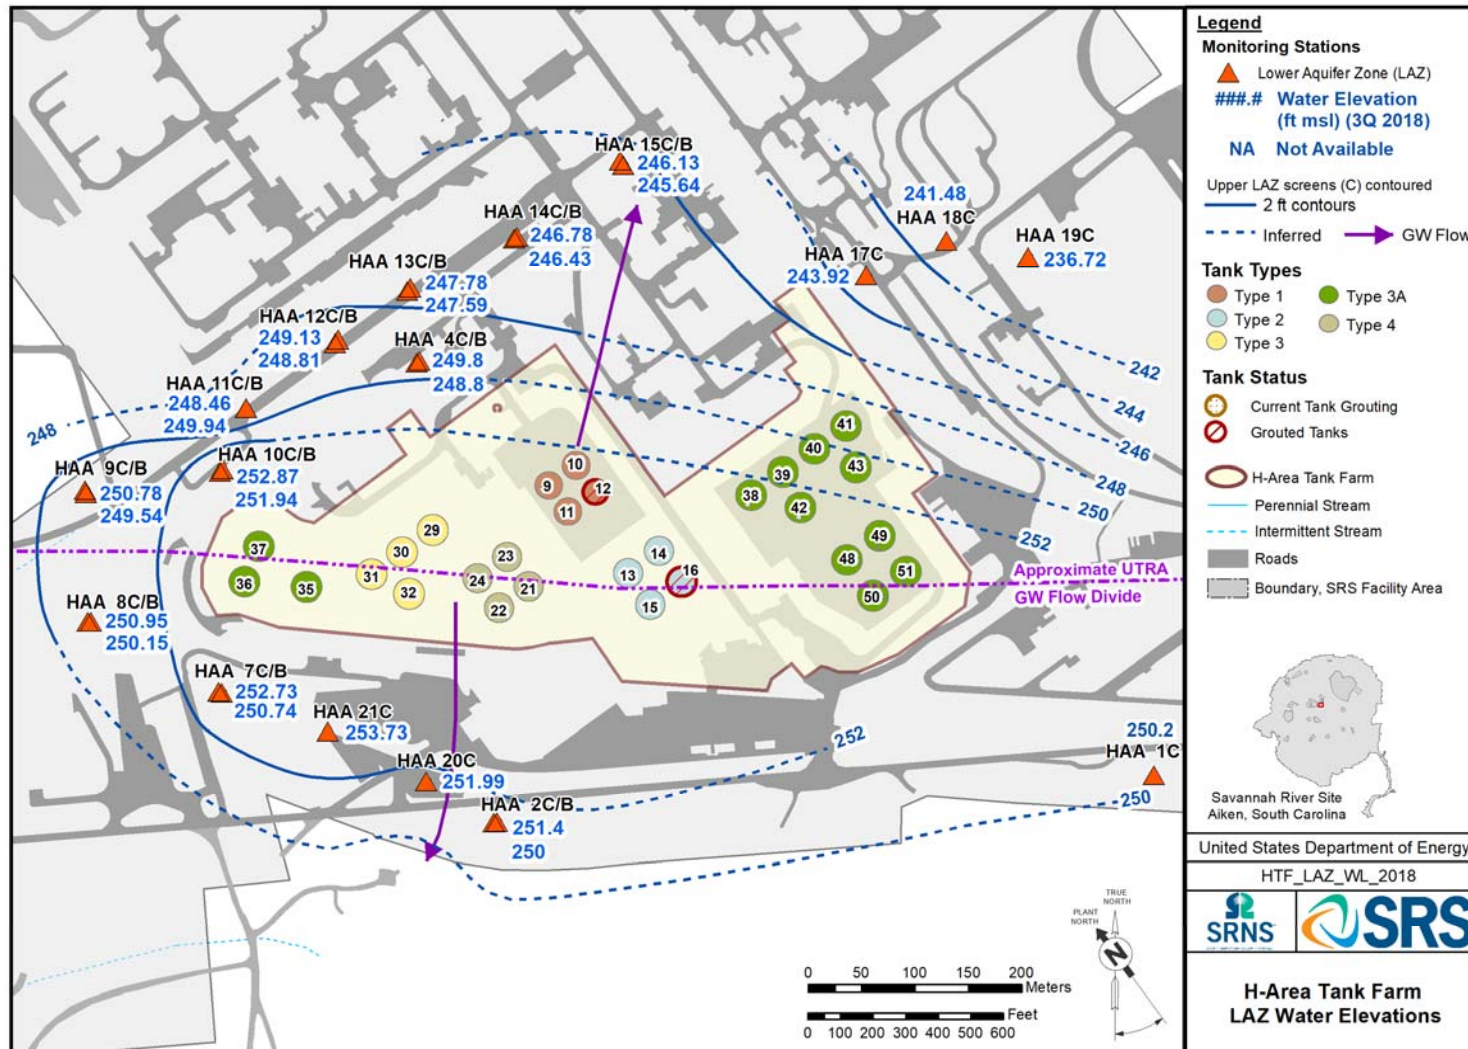 HAA 15C/B
246.13
245.64
HAA 14C/B
246.78
246.43
HAA 13C/B
247.78
247.59
HAA 12C/B
249.13
248.81
HAA 4C/B
249.8
248.8
HAA 11C/B
248.46
249.94
HAA 10C/B
252.87
251.94
HAA 9C/B
250.78
249.54
HAA 8C/B
250.95
250.15
HAA 7C/B
252.73
250.74
HAA 21C
253.73
HAA 20C
251.99
HAA 2C/B
251.4
250
250.2
HAA 1C
241.48
HAA 18C
HAA 19C
236.72
HAA 17C
243.92
248
242
244
246
248
250
252
252
250
9
10
11
12
13
14
15
16
21
22
23
24
29
30
31
32
35
36
37
38
39
40
41
42
43
48
49
50
51
Approximate UTRA
GW Flow Divide
TRUE
NORTH
PLANT
NORTH
N
0 50 100 150 200
Meters
Feet
0 100 200 300 400 500 600
Legend
Monitoring Stations
Lower Aquifer Zone (LAZ)
###.# Water Elevation
(ft msl) (3Q 2018)
NA Not Available
Upper LAZ screens (C) contoured
2 ft contours
Inferred GW Flow
Tank Types
Type 1 Type 3A
Type 2 Type 4
Type 3
Tank Status
Current Tank Grouting
Grouted Tanks
H-Area Tank Farm
Perennial Stream
Intermittent Stream
Roads
Boundary, SRS Facility Area
Savannah River Site
Aiken, South Carolina
United States Department of Energy
HTF_LAZ_WL_2018
SRNS
SRS
H-Area Tank Farm
LAZ Water Elevations